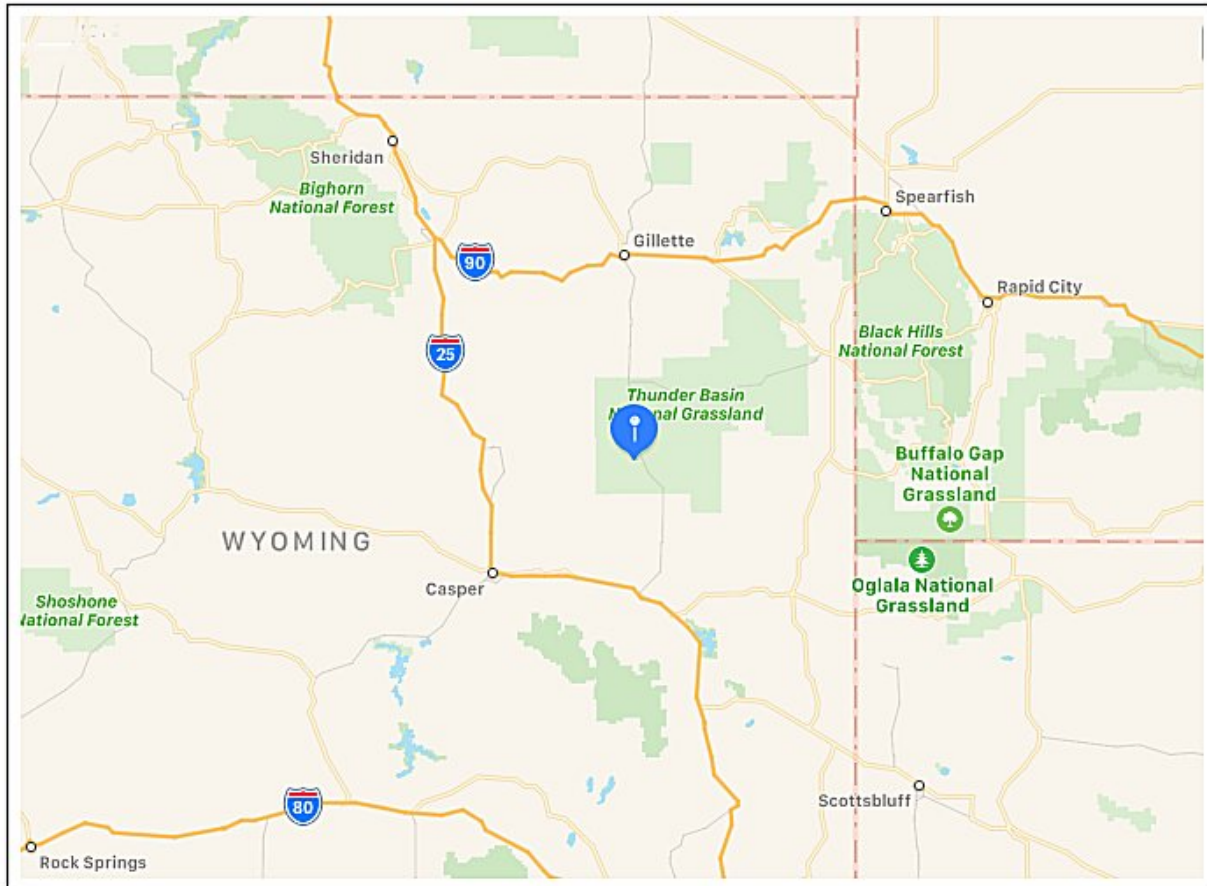 Sheridan
Bighorn
National Forest
Spearfish
Gillette
90
Rapid City
25
Black Hills
National Forest
Thunder Basin
Grassland
Buffalo Gap
National
Grassland
WYOMING
Casper
Oglala National
Grassland
Shoshone
National Forest
80
Scottsbluff
Rock Springs